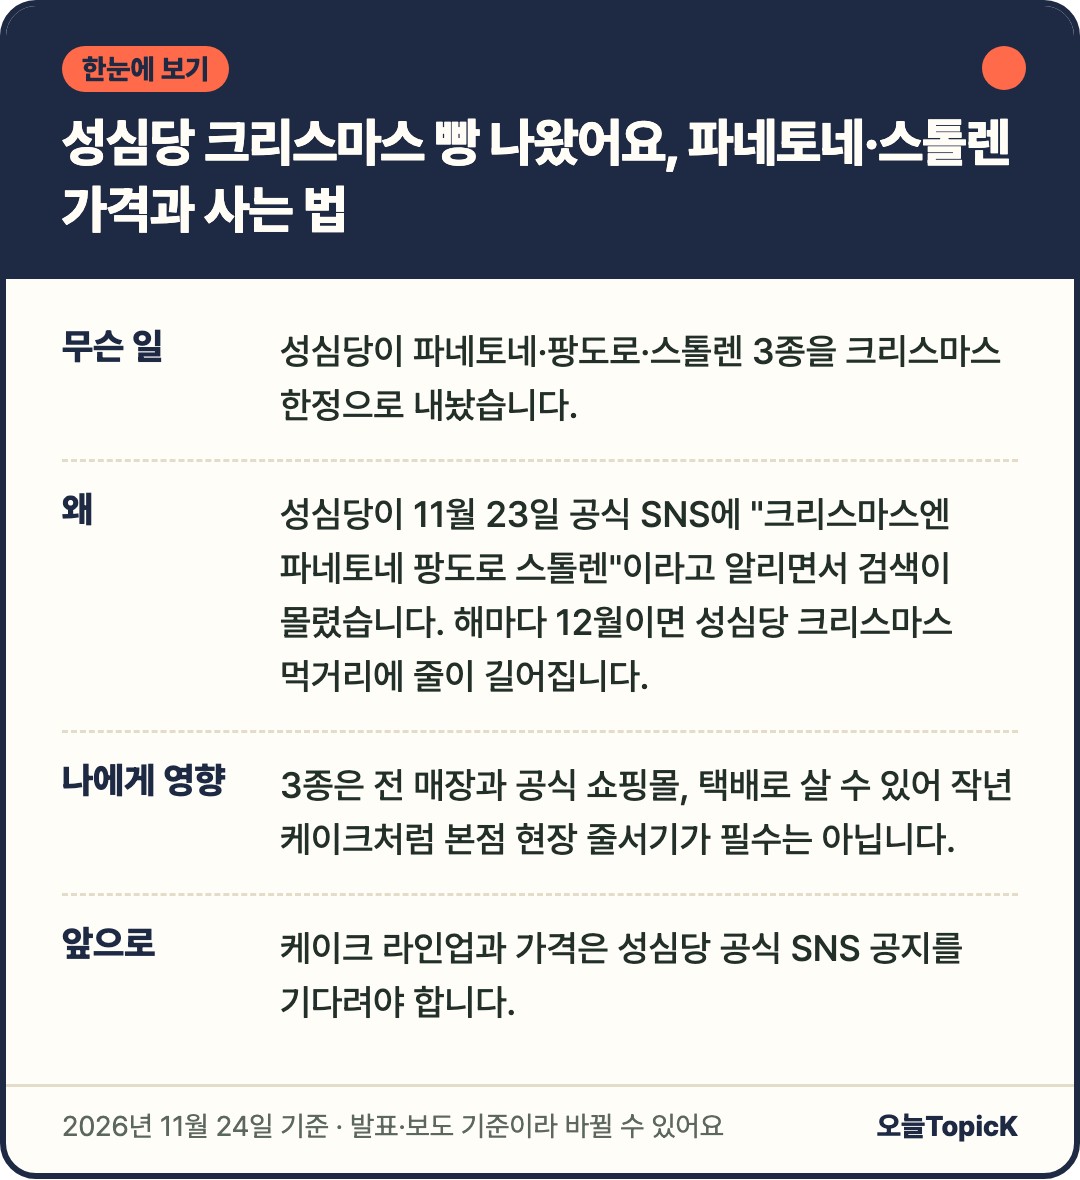 한눈에 보기
성심당 크리스마스 빵 나왔어요, 파네토네·스톨렌
가격과 사는 법
무슨 일
성심당이 파네토네·팡도로·스톨렌 3종을 크리스마스
한정으로 내놨습니다.
왜
성심당이 11월 23일 공식 SNS에 "크리스마스엔
파네토네 팡도로 스톨렌"이라고 알리면서 검색이
몰렸습니다. 해마다 12월이면 성심당 크리스마스
먹거리에 줄이 길어집니다.
나에게 영향
3종은 전 매장과 공식 쇼핑몰, 택배로 살 수 있어 작년
케이크처럼 본점 현장 줄서기가 필수는 아닙니다.
앞으로
케이크 라인업과 가격은 성심당 공식 SNS 공지를
기다려야 합니다.
2026년 11월 24일 기준 · 발표·보도 기준이라 바뀔 수 있어요
오늘TopicK